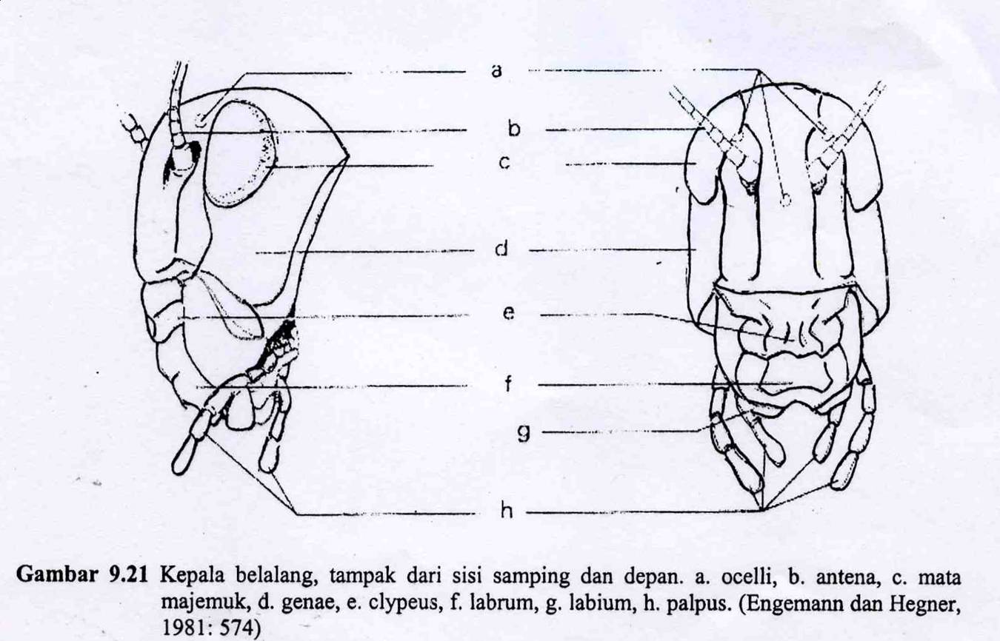 a
b
c
d
e
f
g
h
Gambar 9.21 Kepala belalang, tampak dari sisi samping dan depan. a. ocelli, b. antena, c. mata
majemuk, d. genae, e. clypeus, f. labrum, g. labium, h. palpus. (Engemann dan Hegner,
1981: 574)